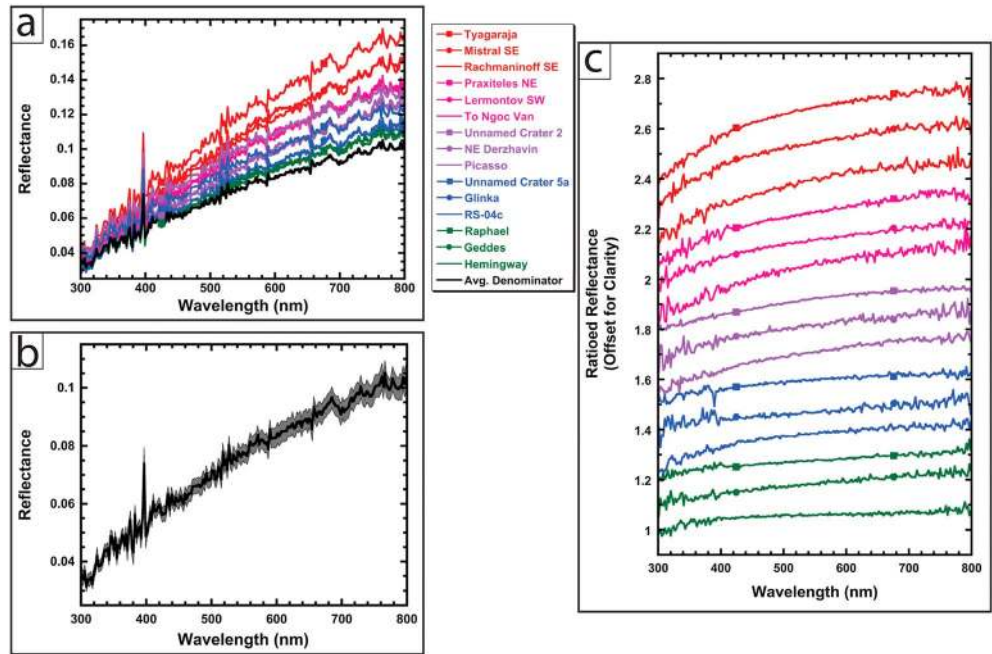 a
Reflectance
0.16
0.14
0.12
0.1
0.08
0.06
0.04
300 400 500 600 700 800
Wavelength (nm)
Tyagaraja
Mistral SE
Rachmaninoff SE
Praxiteles NE
Lermontov SW
To Ngoc Van
Unnamed Crater 2
NE Derzhavin
Picasso
Unnamed Crater 5a
Glinka
RS-04c
Raphael
Geddes
Hemingway
Avg. Denominator
b
Reflectance
0.1
0.08
0.06
0.04
300 400 500 600 700 800
Wavelength (nm)
c
Ratioed Reflectance
(Offset for Clarity)
2.8
2.6
2.4
2.2
2
1.8
1.6
1.4
1.2
1
300 400 500 600 700 800
Wavelength (nm)